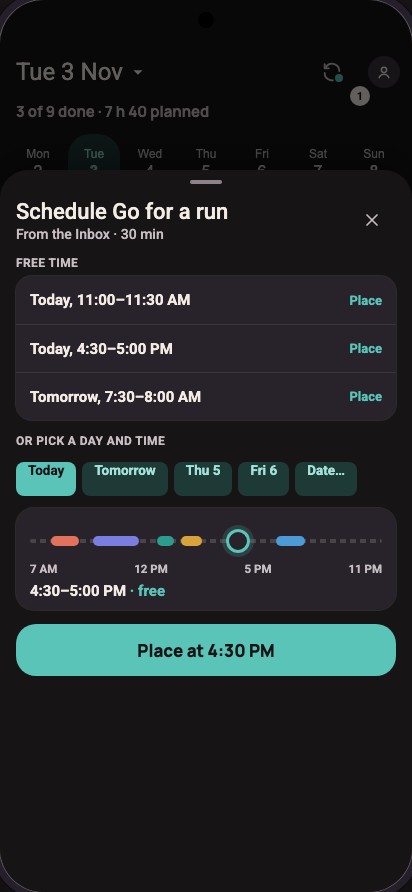 Tue 3 Nov
1
3 of 9 done · 7 h 40 planned
Mon Tue Wed Thu Fri Sat Sun
Schedule Go for a run
From the Inbox · 30 min
FREE TIME
Today, 11:00–11:30 AM Place
Today, 4:30–5:00 PM Place
Tomorrow, 7:30–8:00 AM Place
OR PICK A DAY AND TIME
Today Tomorrow Thu 5 Fri 6 Date...
7 AM 12 PM 5 PM 11 PM
4:30–5:00 PM · free
Place at 4:30 PM